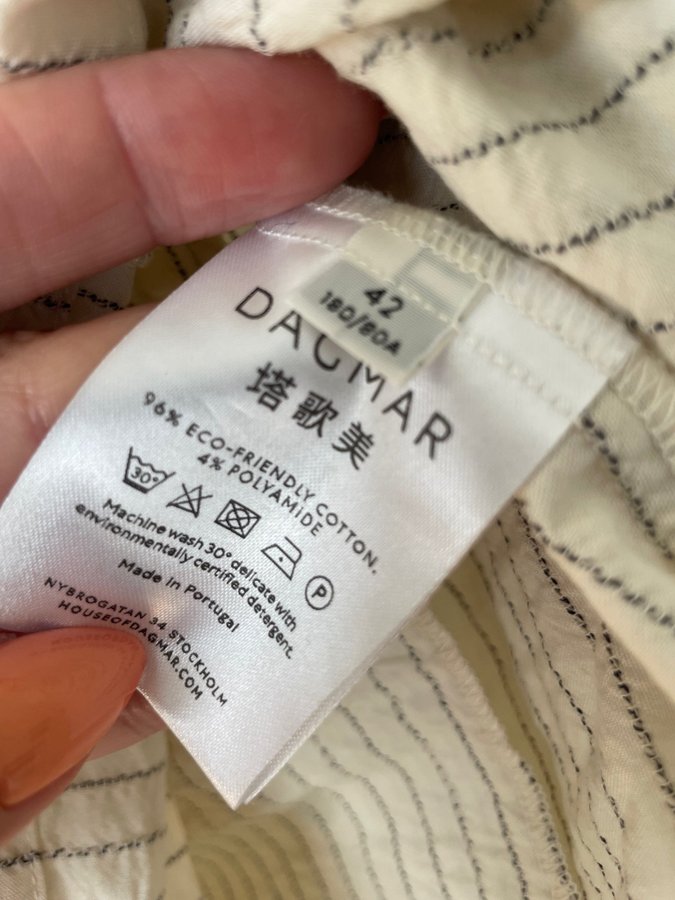 42
180/80A
DAGMAR
塔歌美
96% ECO-FRIENDLY COTTON.
4% POLYAMIDE
30°
P
Machine wash 30° delicate with
environmentally certified detergent.
Made in Portugal
NYBROGATAN 34 STOCKHOLM
HOUSEOFDAGMAR.COM